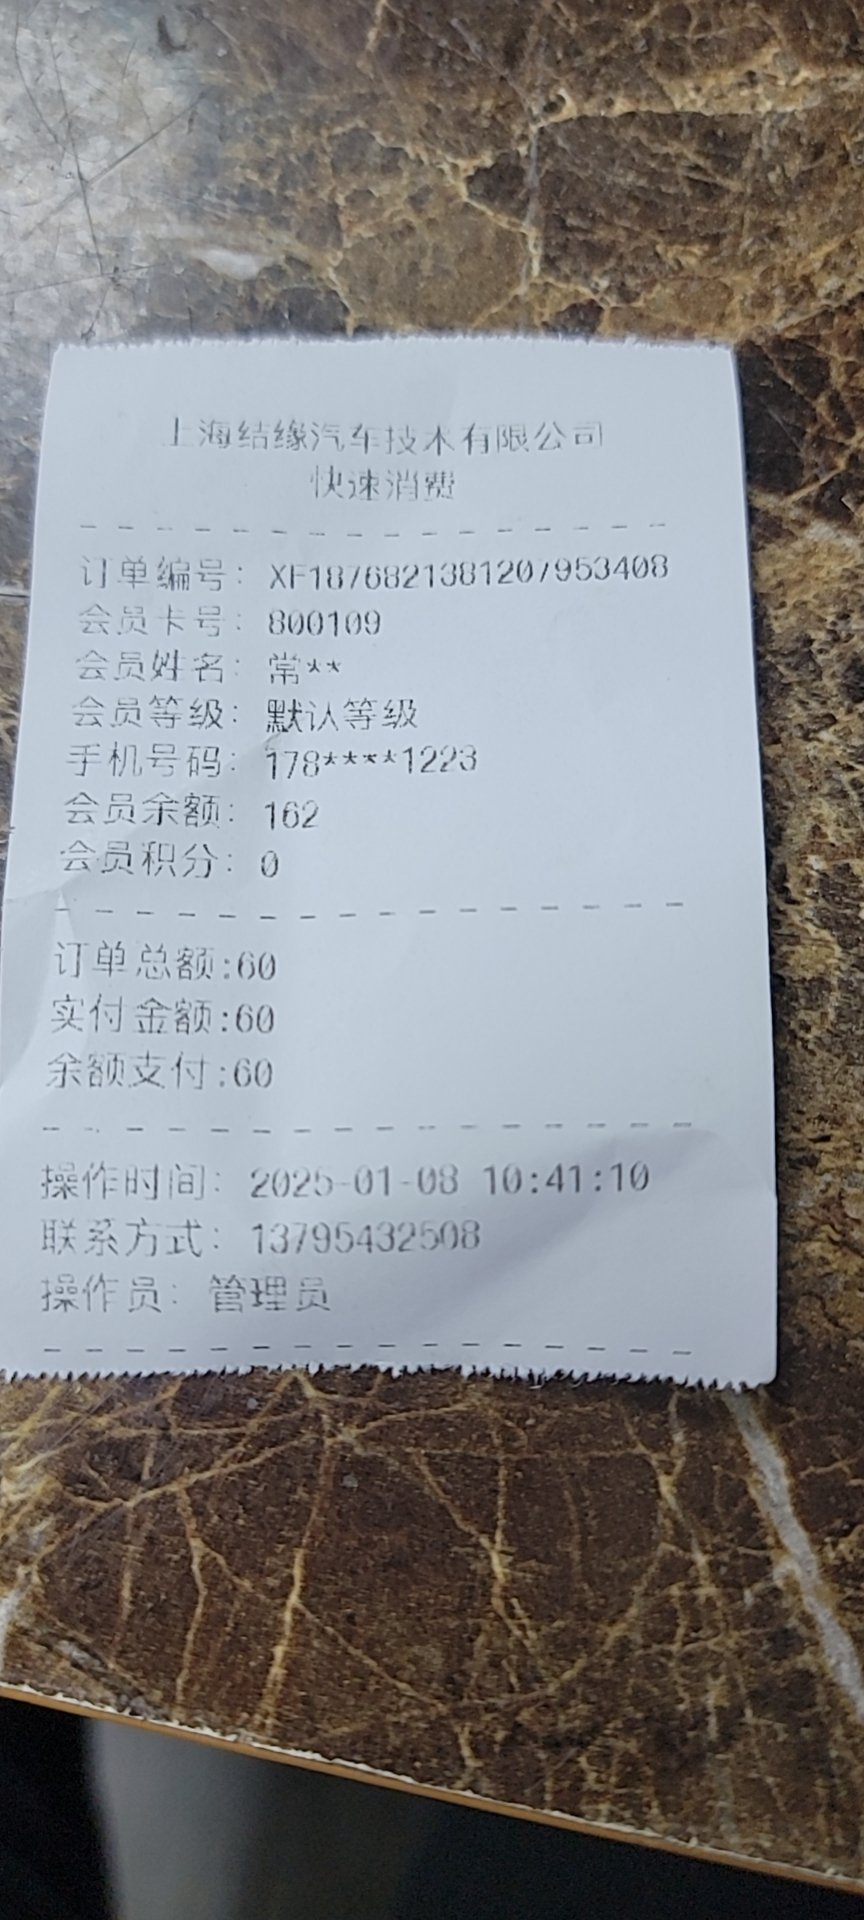 上海结缘汽车技术有限公司
快速消费
订单编号: XF1876821381207953408
会员卡号: 800109
会员姓名: 常**
会员等级: 默认等级
手机号码: 178****1223
会员余额: 162
会员积分: 0
订单总额:60
实付金额:60
余额支付:60
操作时间: 2025-01-08 10:41:10
联系方式: 13795432508
操作员: 管理员